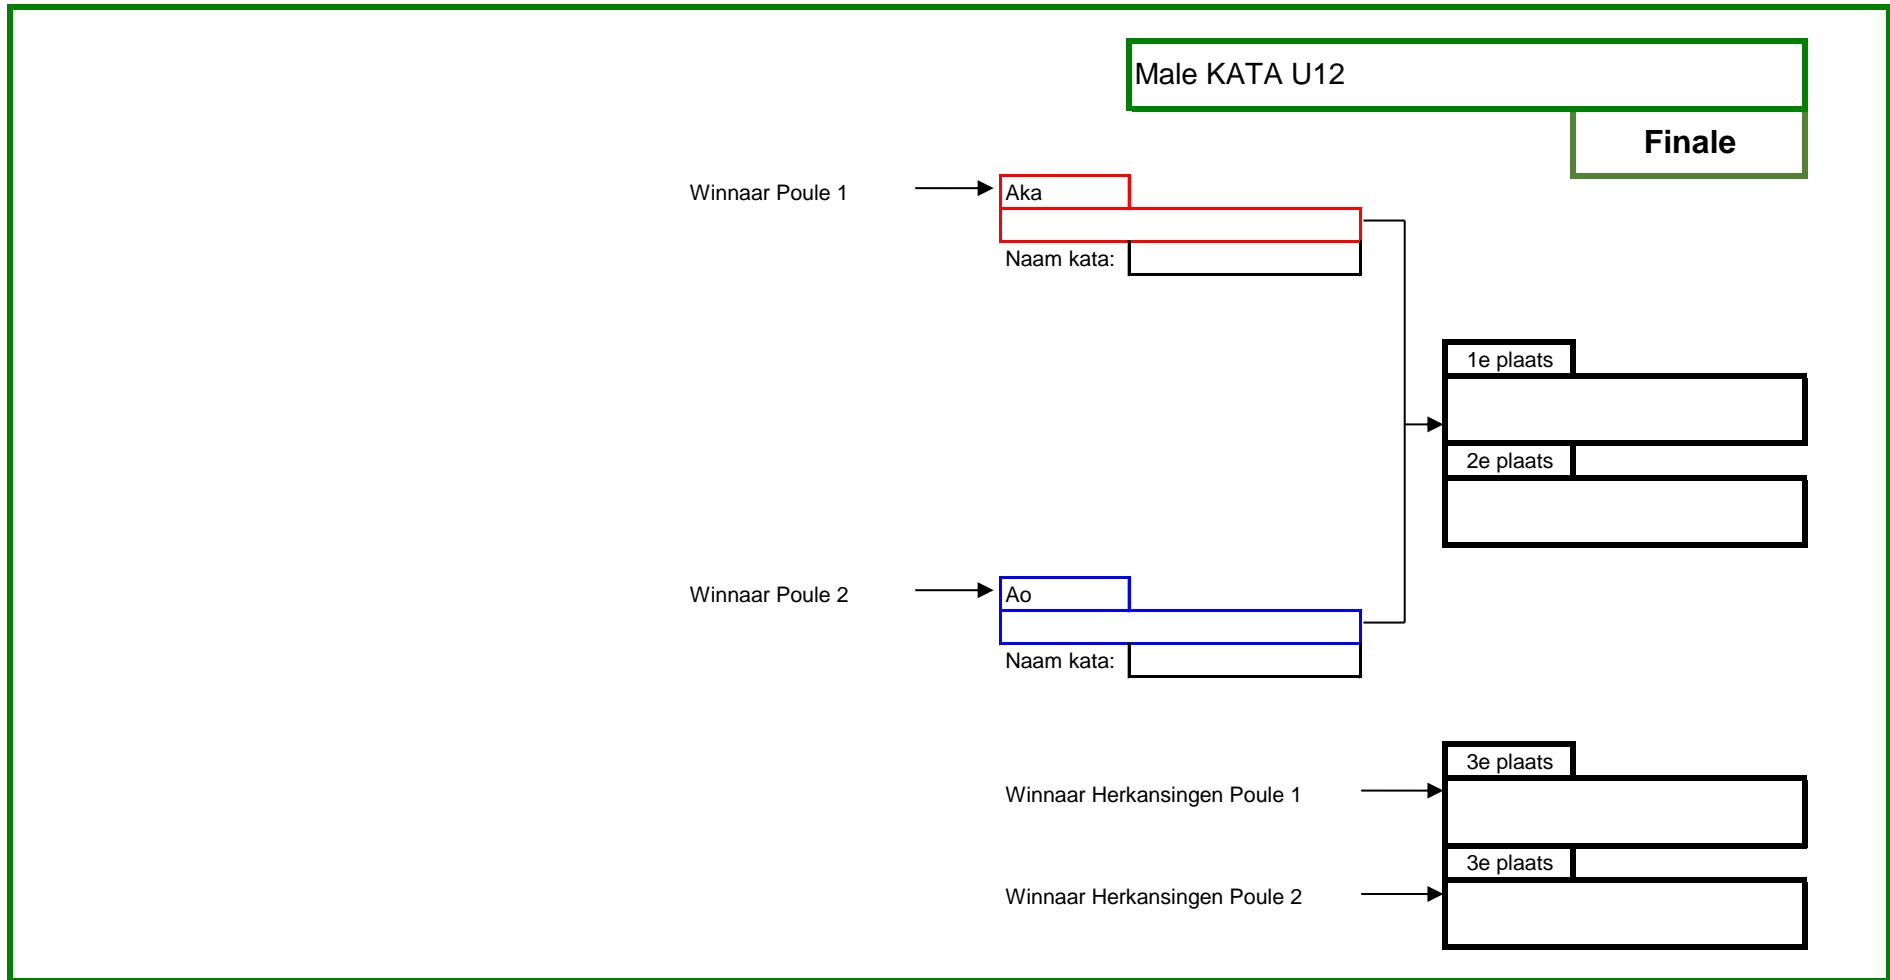 Male KATA U12
Finale
Winnaar Poule 1
Aka
Naam kata:
1e plaats
2e plaats
Winnaar Poule 2
Ao
Naam kata:
3e plaats
Winnaar Herkansingen Poule 1
3e plaats
Winnaar Herkansingen Poule 2